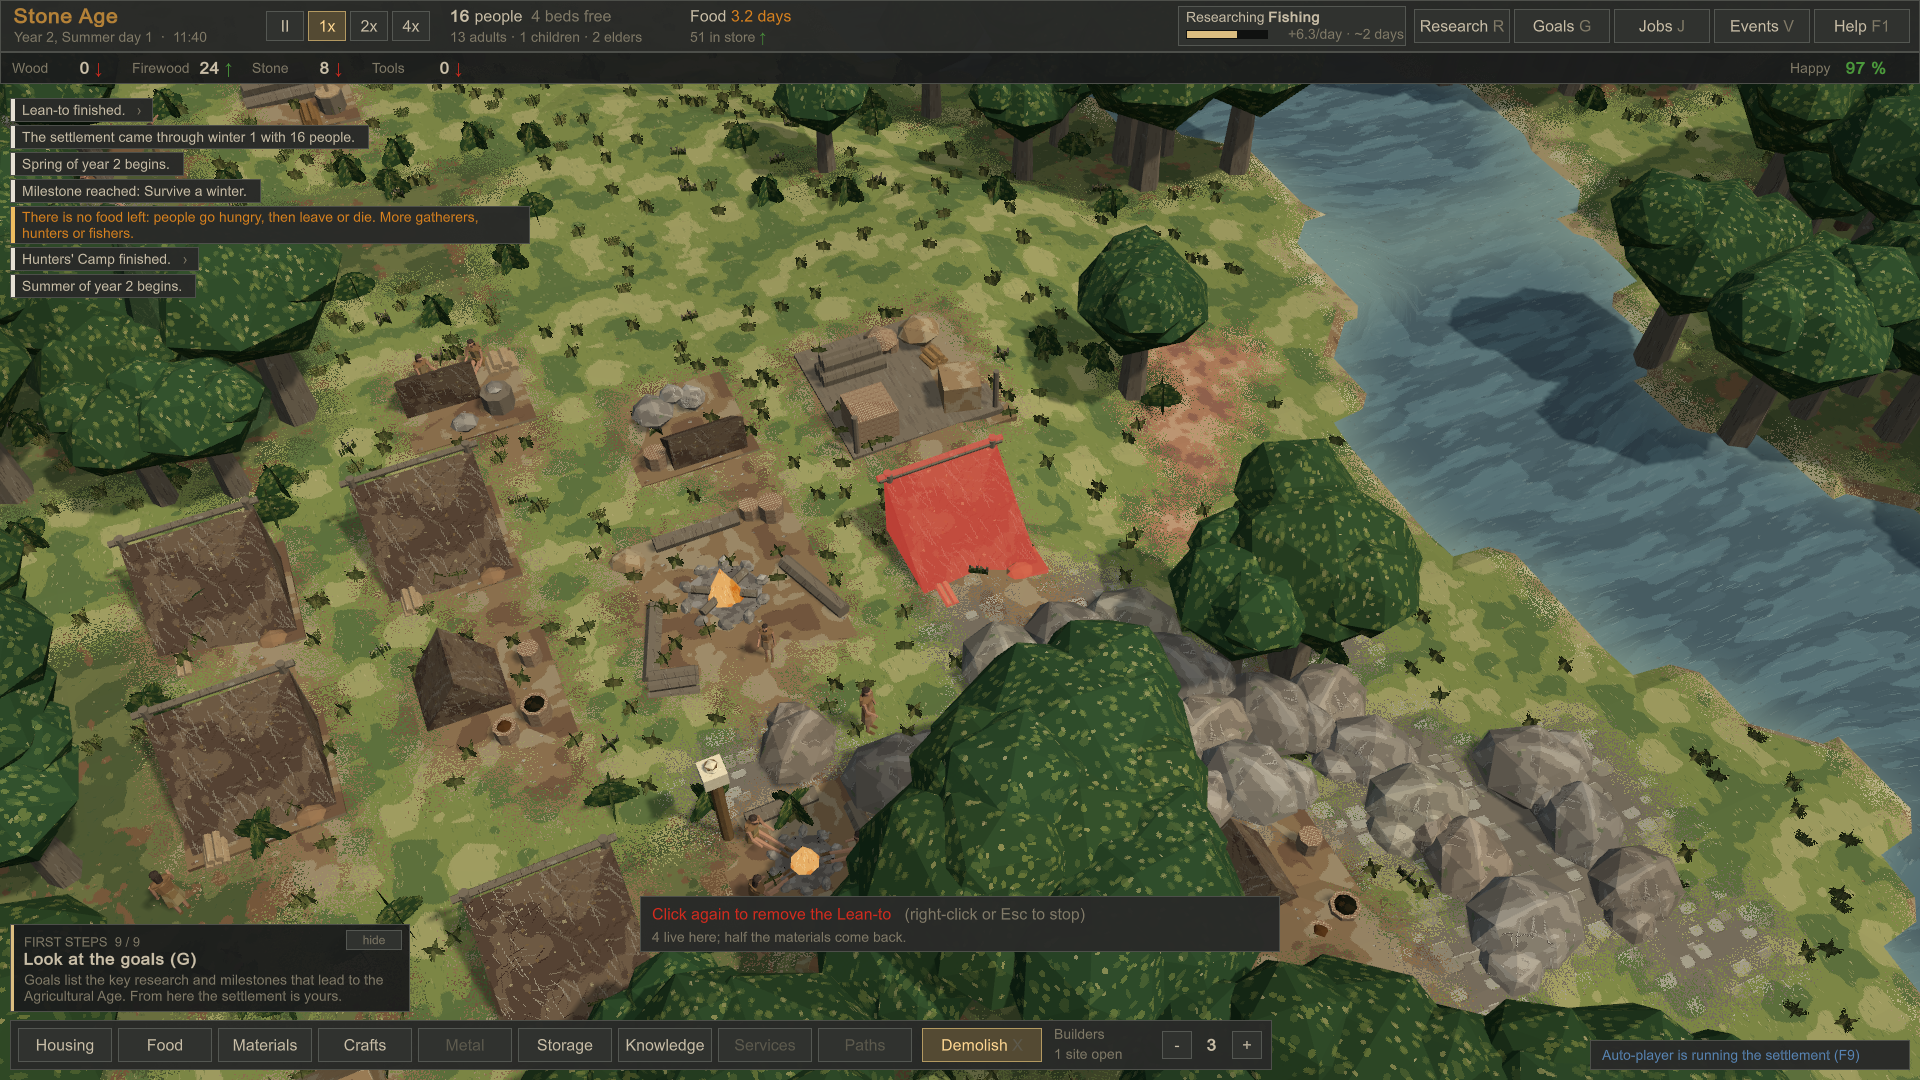 Stone Age
Year 2, Summer day 1 · 11:40
II
1x
2x
4x
16 people 4 beds free
13 adults · 1 children · 2 elders
Food 3.2 days
51 in store ↑
Researching Fishing
+6.3/day · ~2 days
Research R
Goals G
Jobs J
Events V
Help F1
Wood 0 ↓
Firewood 24 ↑
Stone 8 ↓
Tools 0 ↓
Happy 97 %
Lean-to finished. ›
The settlement came through winter 1 with 16 people.
Spring of year 2 begins.
Milestone reached: Survive a winter.
There is no food left: people go hungry, then leave or die. More gatherers,
hunters or fishers.
Hunters' Camp finished. ›
Summer of year 2 begins.
Click again to remove the Lean-to (right-click or Esc to stop)
4 live here; half the materials come back.
FIRST STEPS 9 / 9
hide
Look at the goals (G)
Goals list the key research and milestones that lead to the
Agricultural Age. From here the settlement is yours.
Housing
Food
Materials
Crafts
Metal
Storage
Knowledge
Services
Paths
Demolish X
Builders
1 site open
- 3 +
Auto-player is running the settlement (F9)